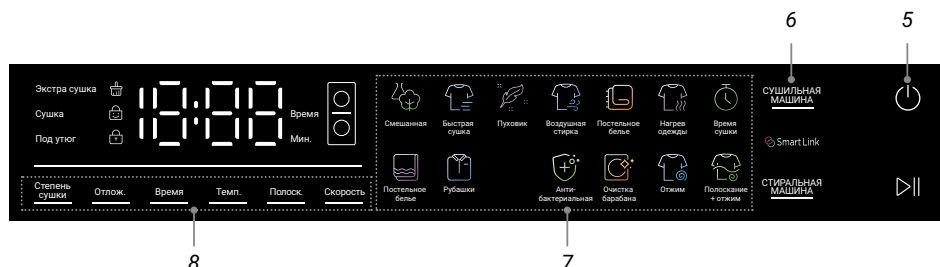 6
5
Экстра сушка
Сушка
Под утюг
18:88
Время
Мин.
Смешанная
Быстрая
сушка
Пуховик
Воздушная
стирка
Постельное
белье
Нагрев
одежды
Время
сушки
Постельное
белье
Рубашки
Анти-
бактериальная
Очистка
барабана
Отжим
Полоскание
+ отжим
СУШИЛЬНАЯ
МАШИНА
Smart Link
СТИРАЛЬНАЯ
МАШИНА
Степень
сушки
Отлож.
Время
Темп.
Полоск.
Скорость
8
7